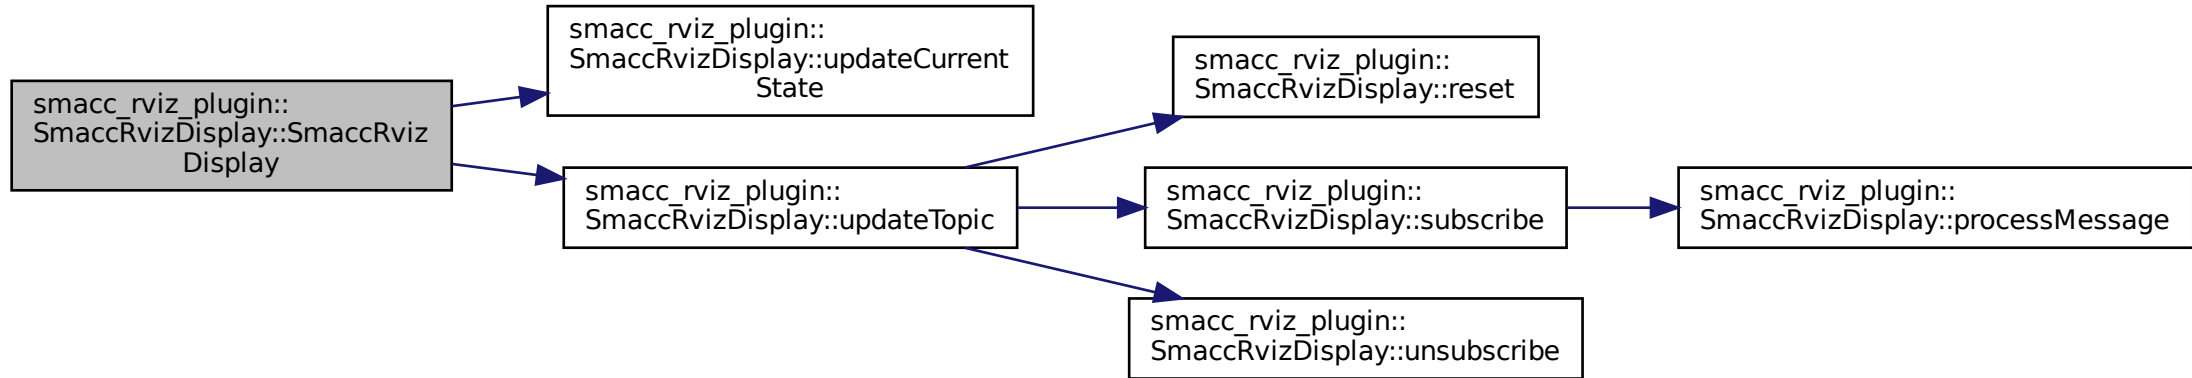 smacc_rviz_plugin::
SmaccRvizDisplay::SmaccRviz
Display
smacc_rviz_plugin::
SmaccRvizDisplay::updateCurrent
State
smacc_rviz_plugin::
SmaccRvizDisplay::updateTopic
smacc_rviz_plugin::
SmaccRvizDisplay::reset
smacc_rviz_plugin::
SmaccRvizDisplay::subscribe
smacc_rviz_plugin::
SmaccRvizDisplay::unsubscribe
smacc_rviz_plugin::
SmaccRvizDisplay::processMessage